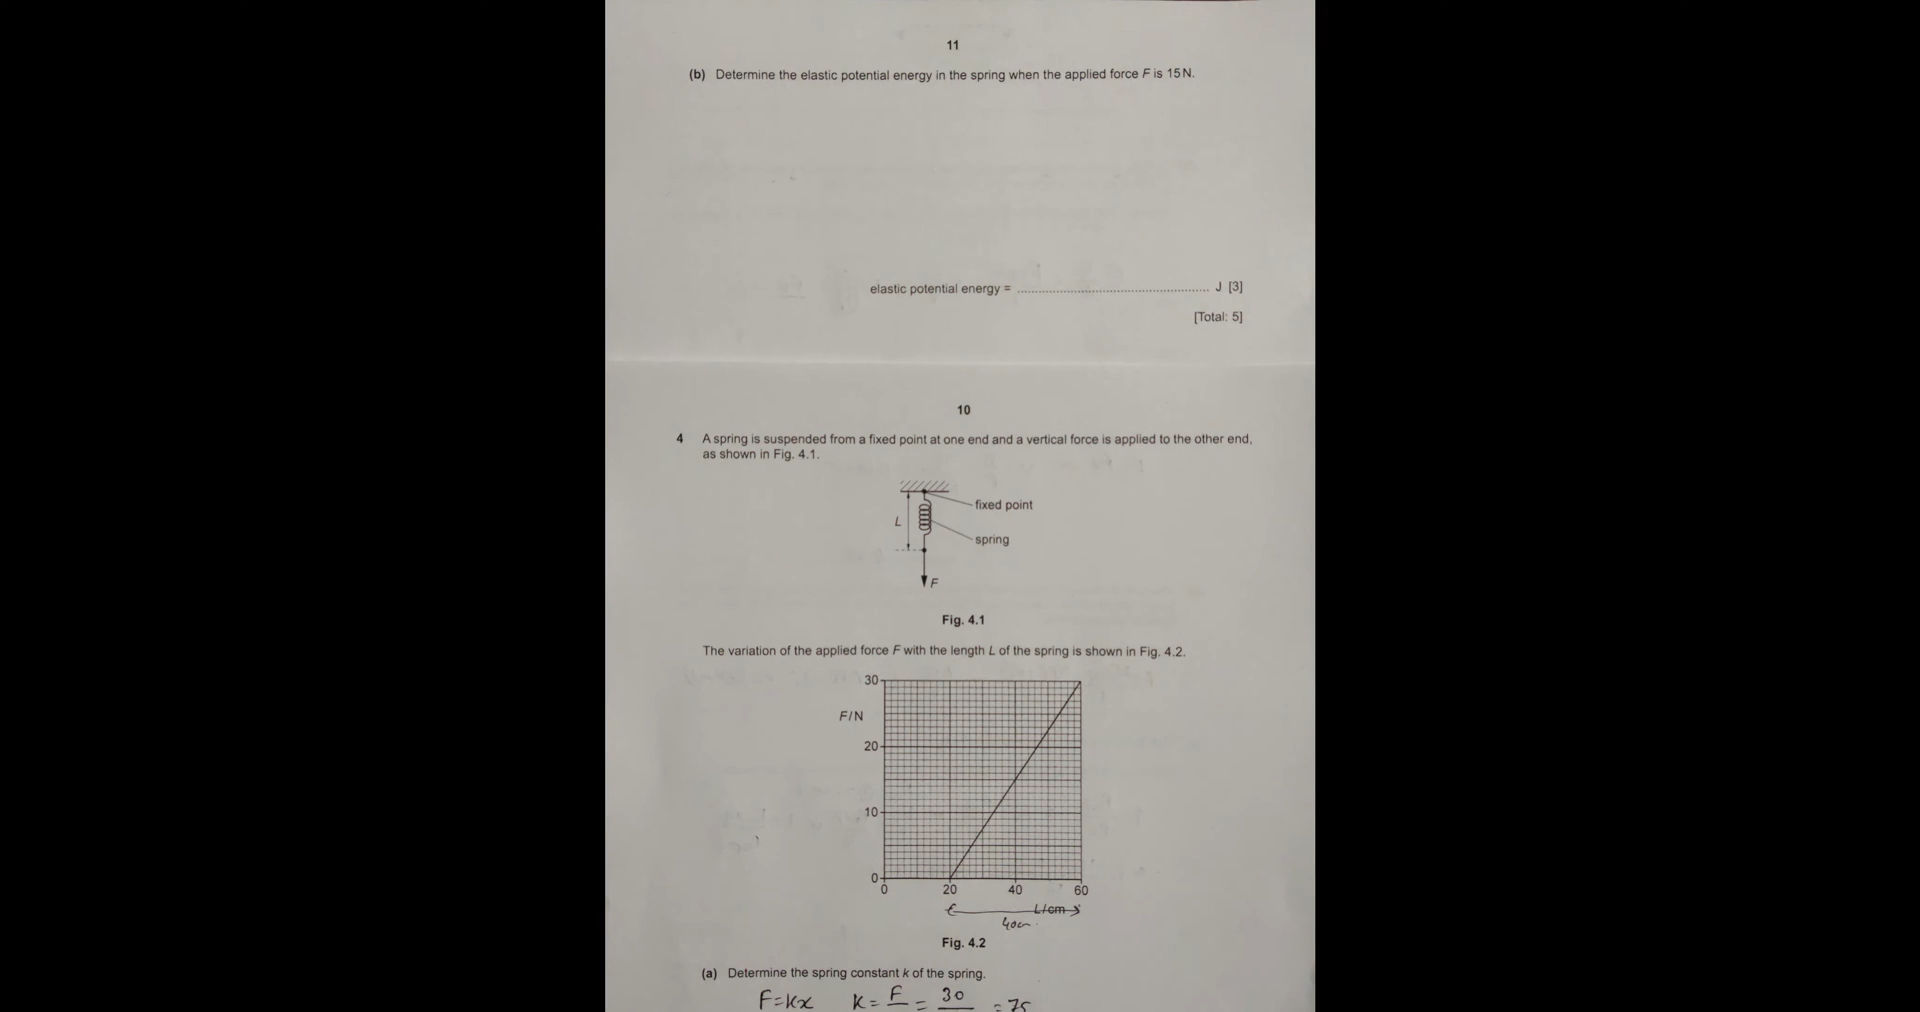 11
(b) Determine the elastic potential energy in the spring when the applied force F is 15 N.
elastic potential energy = ............................................... J [3]
[Total: 5]
10
4 A spring is suspended from a fixed point at one end and a vertical force is applied to the other end,
as shown in Fig. 4.1.
fixed point
L
spring
F
Fig. 4.1
The variation of the applied force F with the length L of the spring is shown in Fig. 4.2.
30
F/N
20
10
0
0 20 40 60
L/cm
40cm
Fig. 4.2
(a) Determine the spring constant k of the spring.
F=kx K= F = 30 = 75